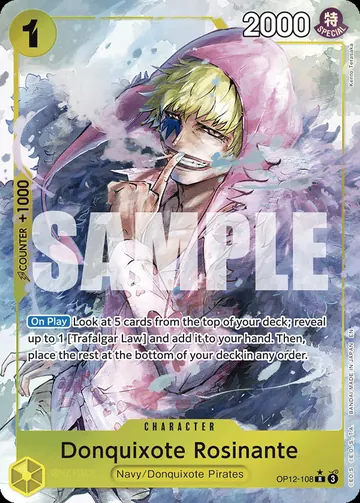 1
2000
特
SPECIAL
Kento Terasaka
COUNTER +1000
SAMPLE
On Play Look at 5 cards from the top of your deck; reveal
up to 1 [Trafalgar Law] and add it to your hand. Then,
place the rest at the bottom of your deck in any order.
CHARACTER
Donquixote Rosinante
Navy/Donquixote Pirates
OP12-108 R 3